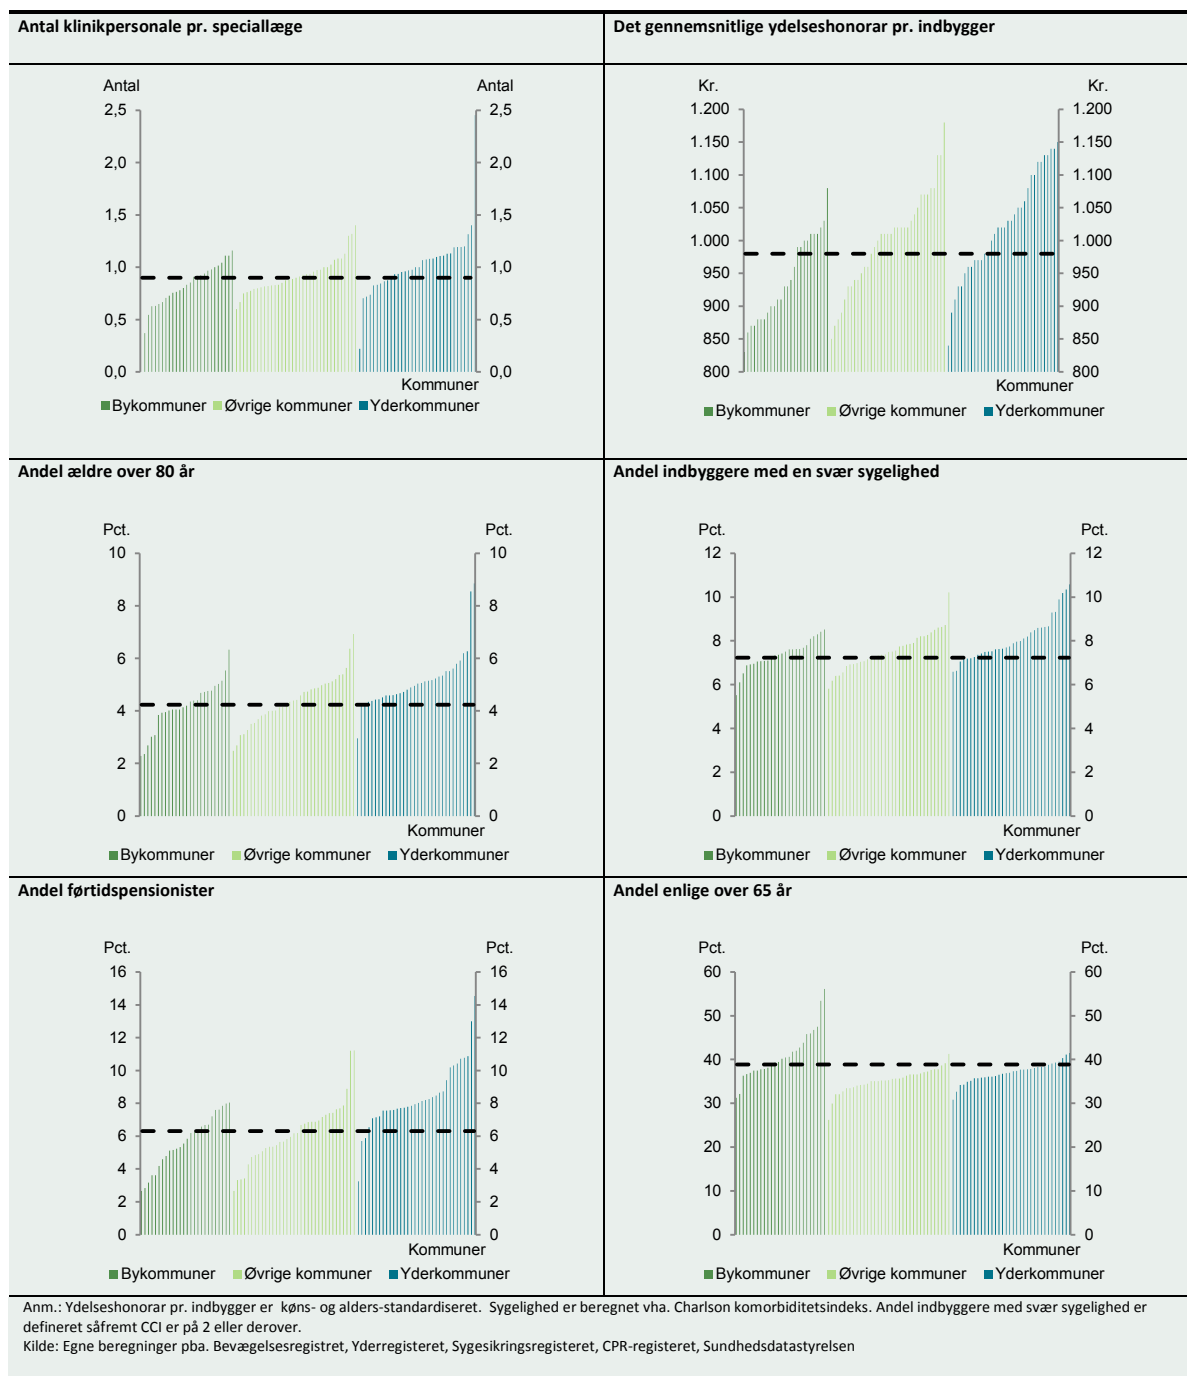 Antal klinikpersonale pr. speciallæge
Det gennemsnitlige ydelseshonorar pr. indbygger
Antal Antal
2,5 2,5
2,0 2,0
1,5 1,5
1,0 1,0
0,5 0,5
0,0 0,0
Kommuner
Bykommuner Øvrige kommuner Yderkommuner
Kr. Kr.
1.200 1.200
1.150 1.150
1.100 1.100
1.050 1.050
1.000 1.000
950 950
900 900
850 850
800 800
Kommuner
Bykommuner Øvrige kommuner Yderkommuner
Andel ældre over 80 år
Andel indbyggere med en svær sygelighed
Pct. Pct.
10 10
8 8
6 6
4 4
2 2
0 0
Kommuner
Bykommuner Øvrige kommuner Yderkommuner
Pct. Pct.
12 12
10 10
8 8
6 6
4 4
2 2
0 0
Kommuner
Bykommuner Øvrige kommuner Yderkommuner
Andel førtidspensionister
Andel enlige over 65 år
Pct. Pct.
16 16
14 14
12 12
10 10
8 8
6 6
4 4
2 2
0 0
Kommuner
Bykommuner Øvrige kommuner Yderkommuner
Pct. Pct.
60 60
50 50
40 40
30 30
20 20
10 10
0 0
Kommuner
Bykommuner Øvrige kommuner Yderkommuner
Anm.: Ydelseshonorar pr. indbygger er køns- og alders-standardiseret. Sygelighed er beregnet vha. Charlson komorbiditetsindeks. Andel indbyggere med svær sygelighed er
defineret såfremt CCI er på 2 eller derover.
Kilde: Egne beregninger pba. Bevægelsesregistret, Yderregisteret, Sygesikringsregisteret, CPR-registeret, Sundhedsdatastyrelsen